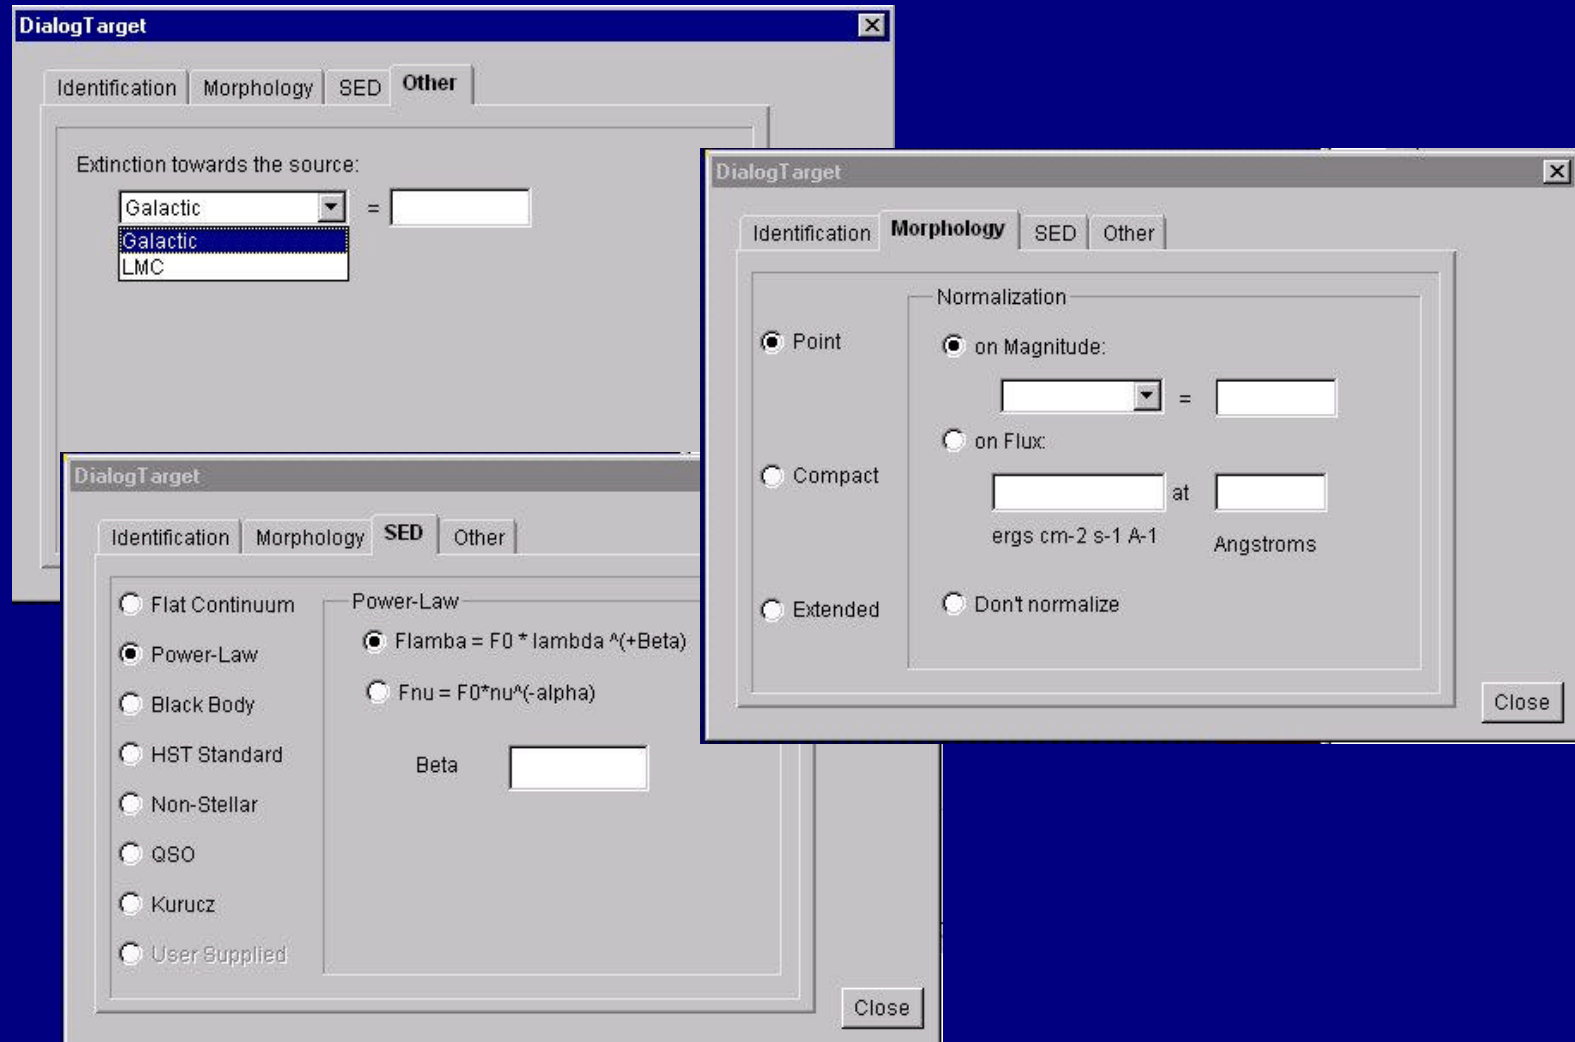 DialogTarget
Identification Morphology SED Other
Extinction towards the source:
Galactic =
Galactic
LMC
DialogTarget
Identification Morphology SED Other
Normalization
Point
on Magnitude:
=
on Flux:
Compact
at
ergs cm-2 s-1 A-1
Angstroms
Extended
Don't normalize
Close
DialogTarget
Identification Morphology SED Other
Flat Continuum
Power-Law
Black Body
HST Standard
Non-Stellar
QSO
Kurucz
User Supplied
Power-Law
Flamba = F0 * lambda ^(+Beta)
Fnu = F0*nu^(-alpha)
Beta
Close